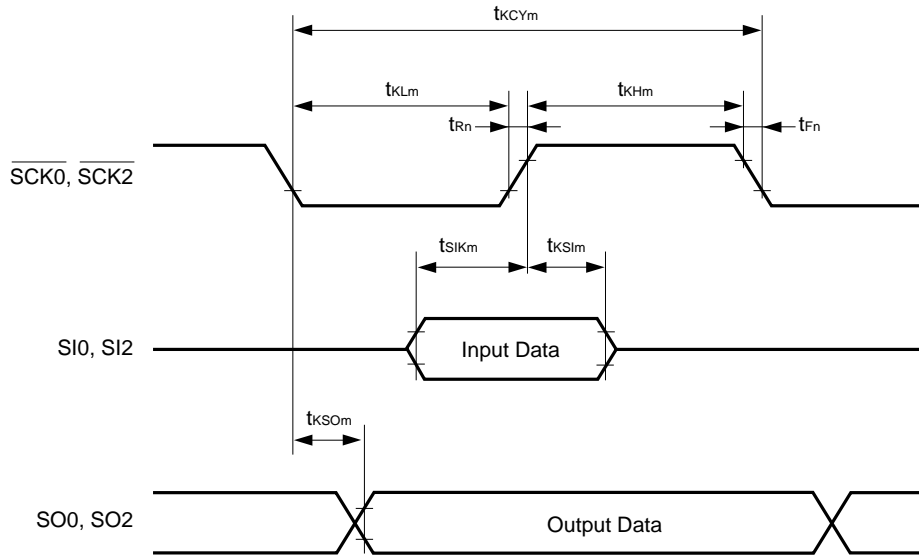 tKCYm
tKLm
tKHm
tRn
tFn
SCK0, SCK2
tSIKm
tKSIm
SI0, SI2
Input Data
tKSOm
SO0, SO2
Output Data